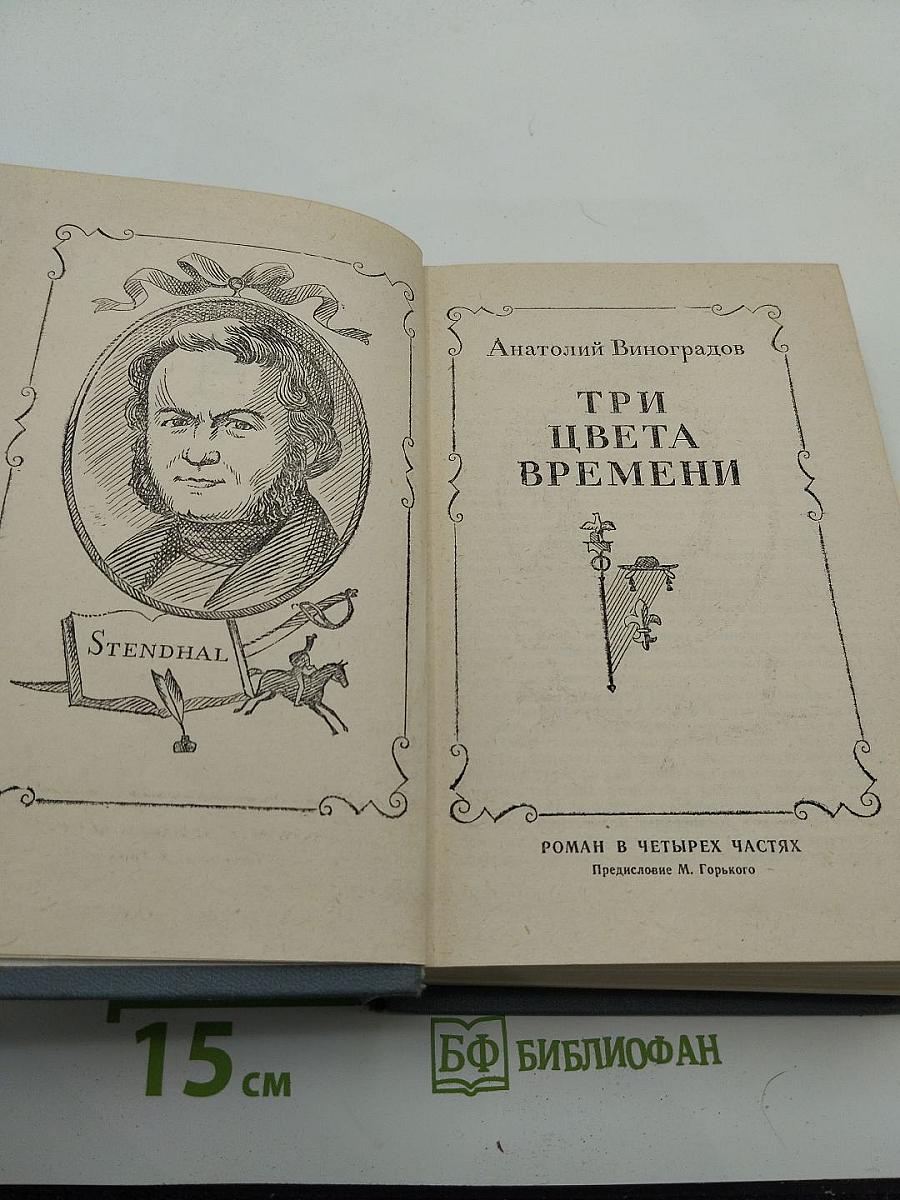 STENDHAL
Анатолий Виноградов
ТРИ
ЦВЕТА
ВРЕМЕНИ
РОМАН В ЧЕТЫРЕХ ЧАСТЯХ
Предисловие М. Горького
15 см
БФ БИБЛИОФАН